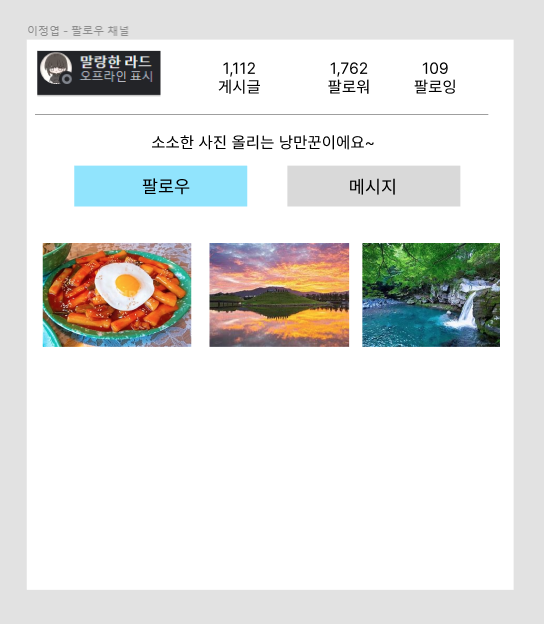 이정엽 - 팔로우 채널
말랑한 라드
오프라인 표시
1,112
게시글
1,762
팔로워
109
팔로잉
소소한 사진 올리는 낭만꾼이에요~
팔로우
메시지